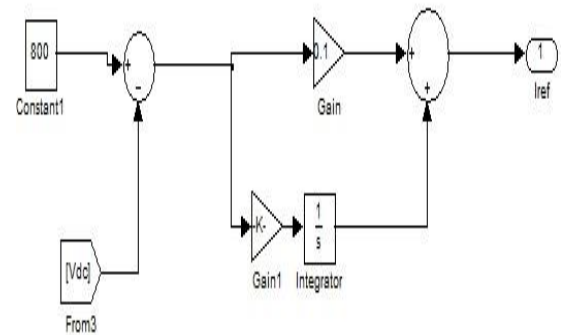 800
Constant1
+
−
0.1
Gain
+
+
1
Iref
[Vdc]
From3
-K-
Gain1
1
s
Integrator